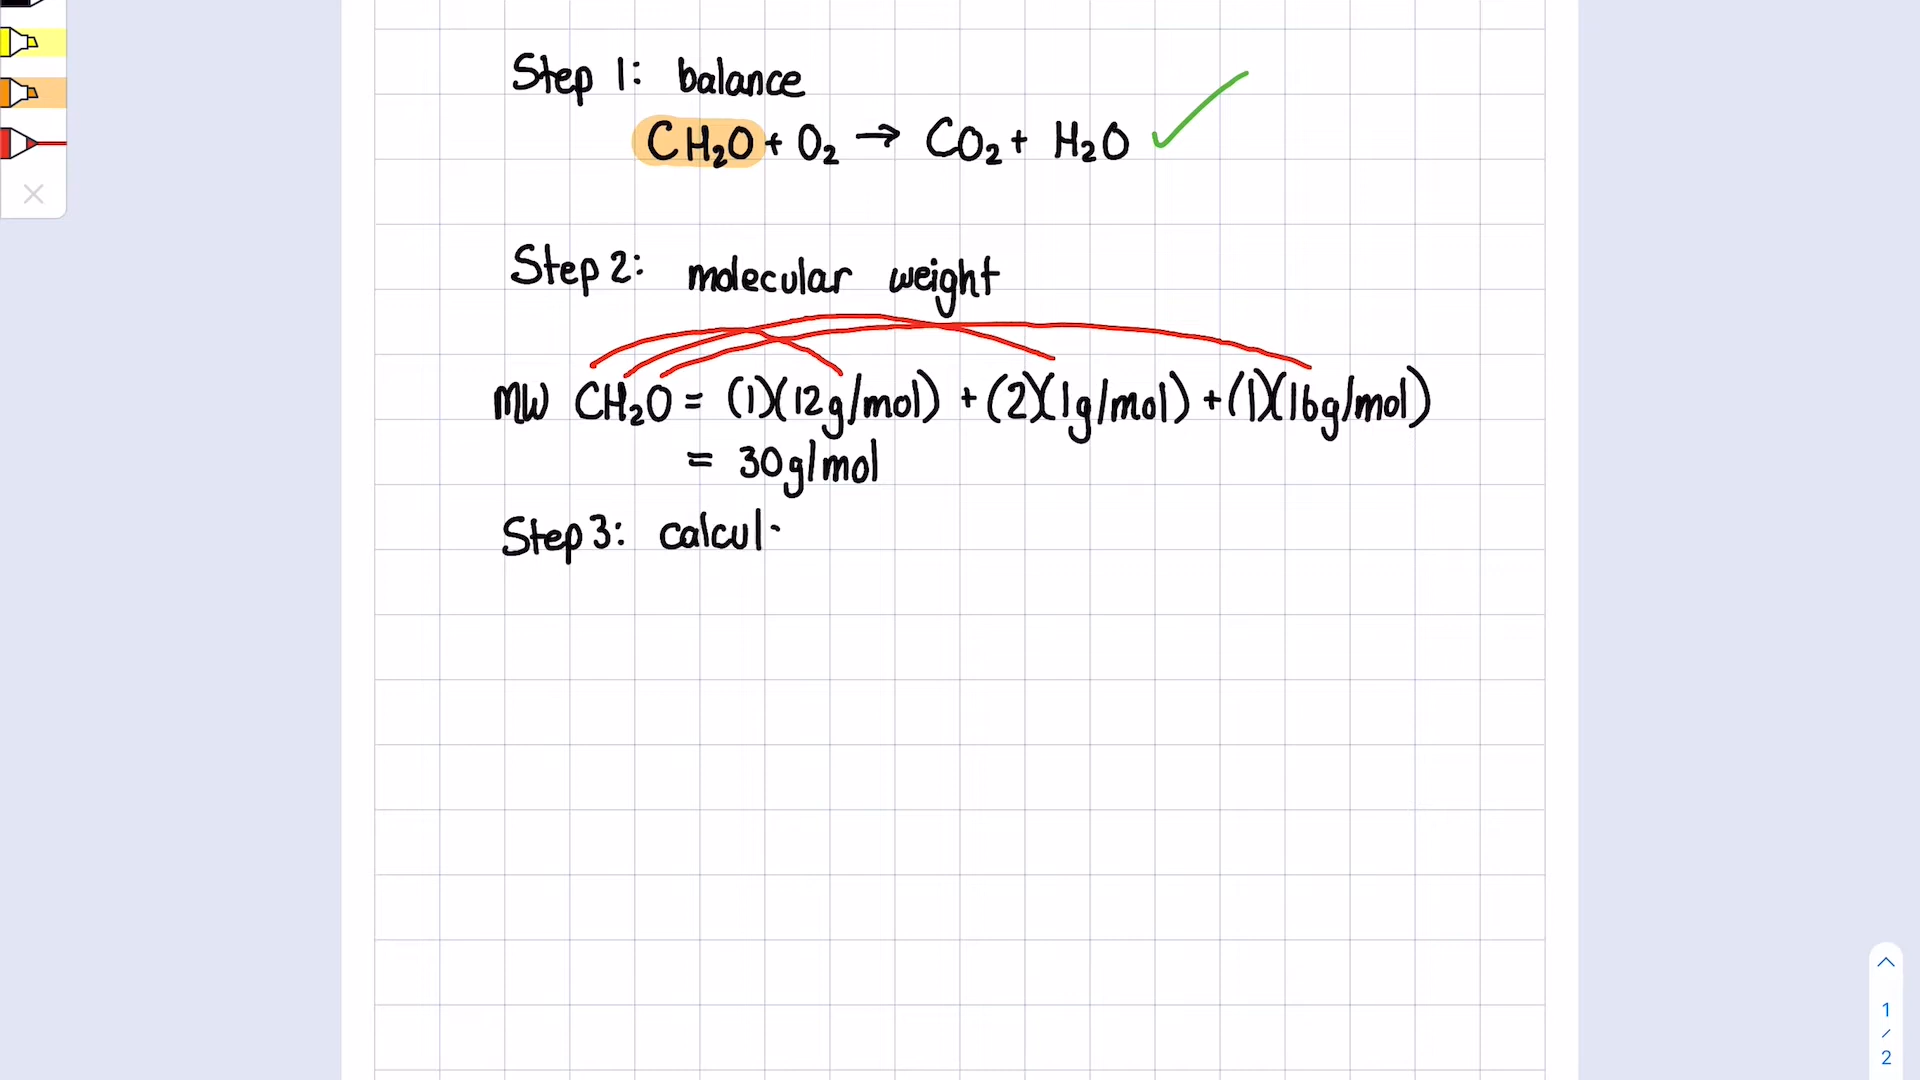 Step 1: balance
CH₂O + O₂ → CO₂ + H₂O
Step 2: molecular weight
MW CH₂O = (1)(12g/mol) + (2)(1g/mol) + (1)(16g/mol)
= 30g/mol
Step 3: calcul
1
/
2